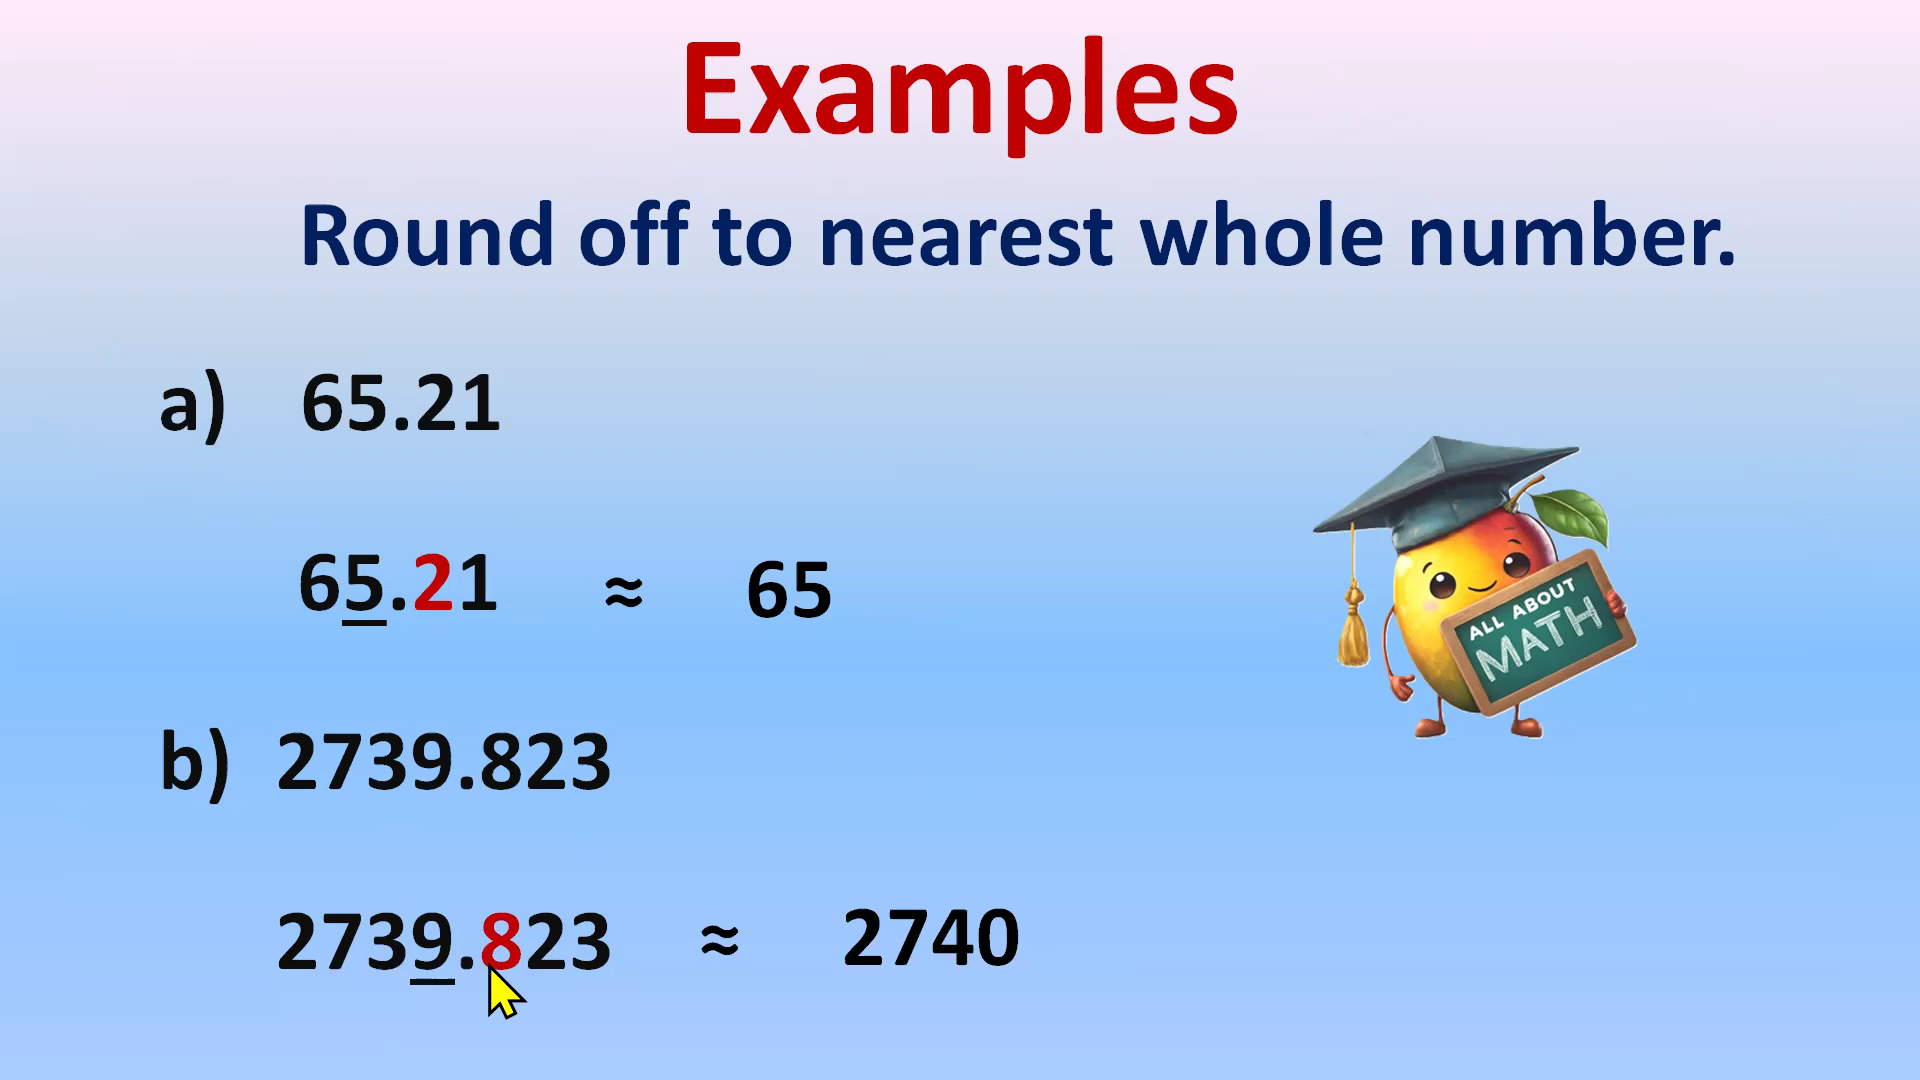 Examples
Round off to nearest whole number.
a) 65.21
65.21 ≈ 65
ALL ABOUT
MATH
b) 2739.823
2739.823 ≈ 2740